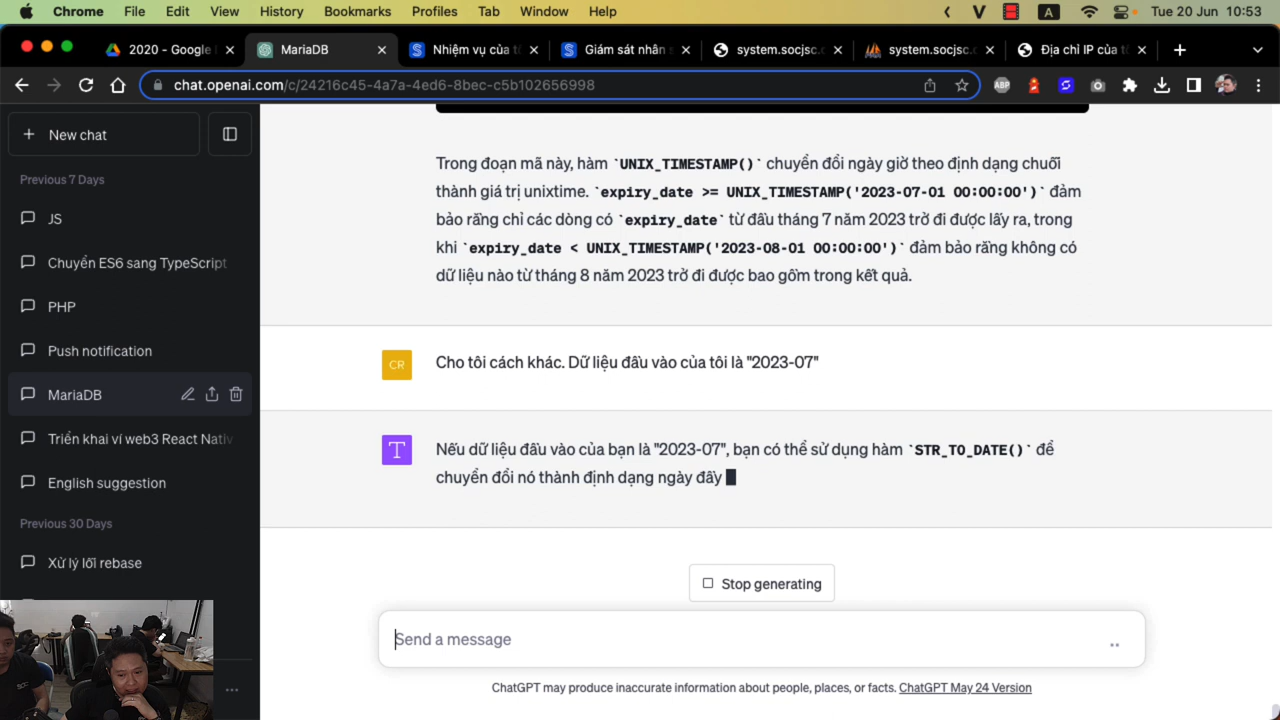 Chrome File Edit View History Bookmarks Profiles Tab Window Help
A Tue 20 Jun 10:53
2020 - Google
MariaDB
Nhiệm vụ của t
Giám sát nhân s
system.socjsc.c
system.socjsc.c
Địa chỉ IP của t
chat.openai.com/c/24216c45-4a7a-4ed6-8bec-c5b102656998
ABP
New chat
Previous 7 Days
JS
Chuyển ES6 sang TypeScript
PHP
Push notification
MariaDB
Triển khai ví web3 React Nativ
English suggestion
Previous 30 Days
Xử lý lỗi rebase
Trong đoạn mã này, hàm `UNIX_TIMESTAMP()` chuyển đổi ngày giờ theo định dạng chuỗi
thành giá trị unixtime. `expiry_date >= UNIX_TIMESTAMP('2023-07-01 00:00:00')` đảm
bảo rằng chỉ các dòng có `expiry_date` từ đầu tháng 7 năm 2023 trở đi được lấy ra, trong
khi `expiry_date < UNIX_TIMESTAMP('2023-08-01 00:00:00')` đảm bảo rằng không có
dữ liệu nào từ tháng 8 năm 2023 trở đi được bao gồm trong kết quả.
CR
Cho tôi cách khác. Dữ liệu đầu vào của tôi là "2023-07"
T
Nếu dữ liệu đầu vào của bạn là "2023-07", bạn có thể sử dụng hàm `STR_TO_DATE()` để
chuyển đổi nó thành định dạng ngày đầy
Stop generating
Send a message
ChatGPT may produce inaccurate information about people, places, or facts. ChatGPT May 24 Version